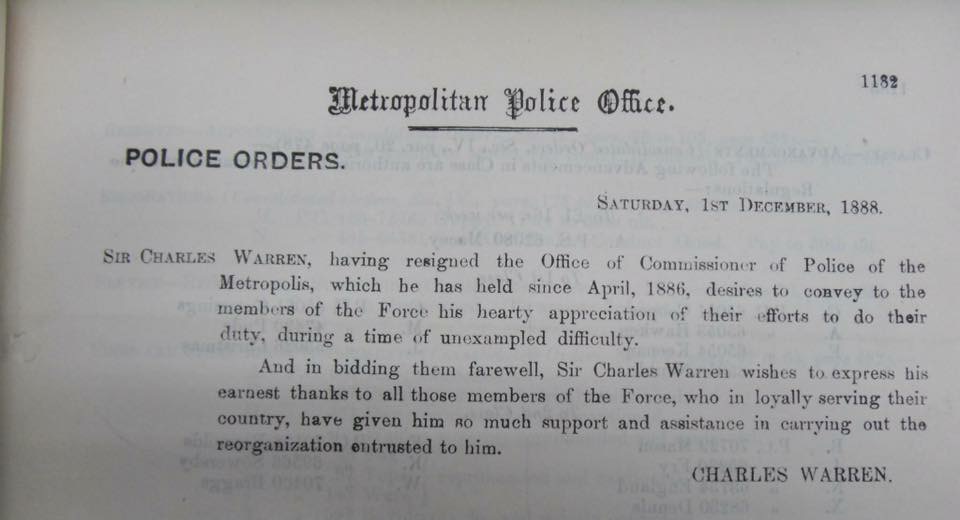 1182
Metropolitan Police Office.
POLICE ORDERS.
SATURDAY, 1ST DECEMBER, 1888.
SIR CHARLES WARREN, having resigned the Office of Commissioner of Police of the
Metropolis, which he has held since April, 1886, desires to convey to the
members of the Force his hearty appreciation of their efforts to do their
duty, during a time of unexampled difficulty.
And in bidding them farewell, Sir Charles Warren wishes to express his
earnest thanks to all those members of the Force, who in loyally serving their
country, have given him so much support and assistance in carrying out the
reorganization entrusted to him.
CHARLES WARREN.